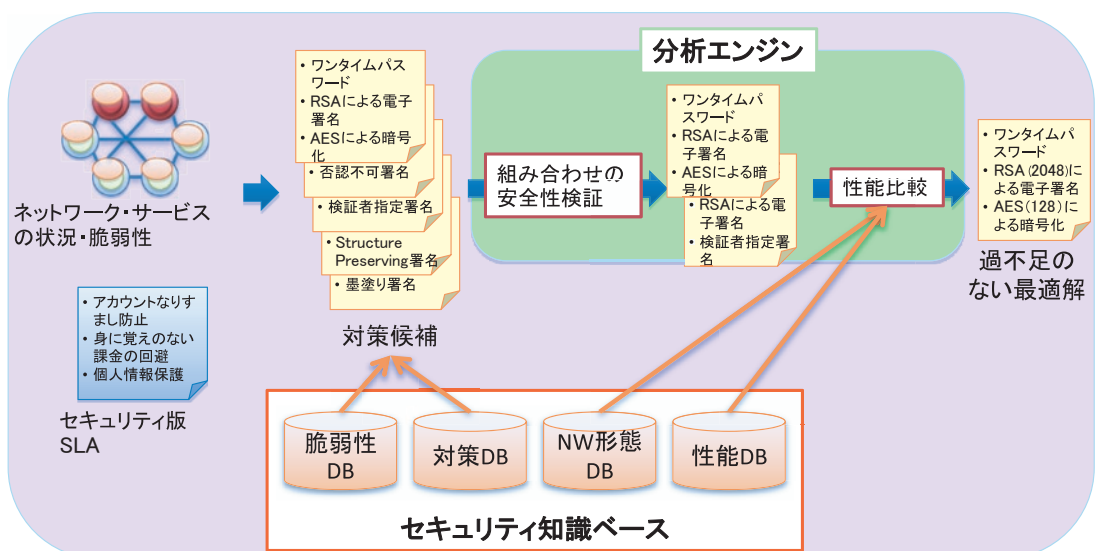 分析エンジン
・ワンタイムパ
スワード
・RSAによる電子
署名
・AESによる暗号
化
・否認不可署名
・検証者指定署名
・Structure
Preserving署名
・墨塗り署名
対策候補
ネットワーク・サービス
の状況・脆弱性
・アカウントなりす
まし防止
・身に覚えのない
課金の回避
・個人情報保護
セキュリティ版
SLA
組み合わせの
安全性検証
・ワンタイムパ
スワード
・RSAによる電
子署名
・AESによる暗
号化
・RSAによる電
子署名
・検証者指定署
名
性能比較
・ワンタイムパ
スワード
・RSA(2048)に
よる電子署名
・AES(128)に
よる暗号化
過不足の
ない最適解
脆弱性
DB
対策DB
NW形態
DB
性能DB
セキュリティ知識ベース